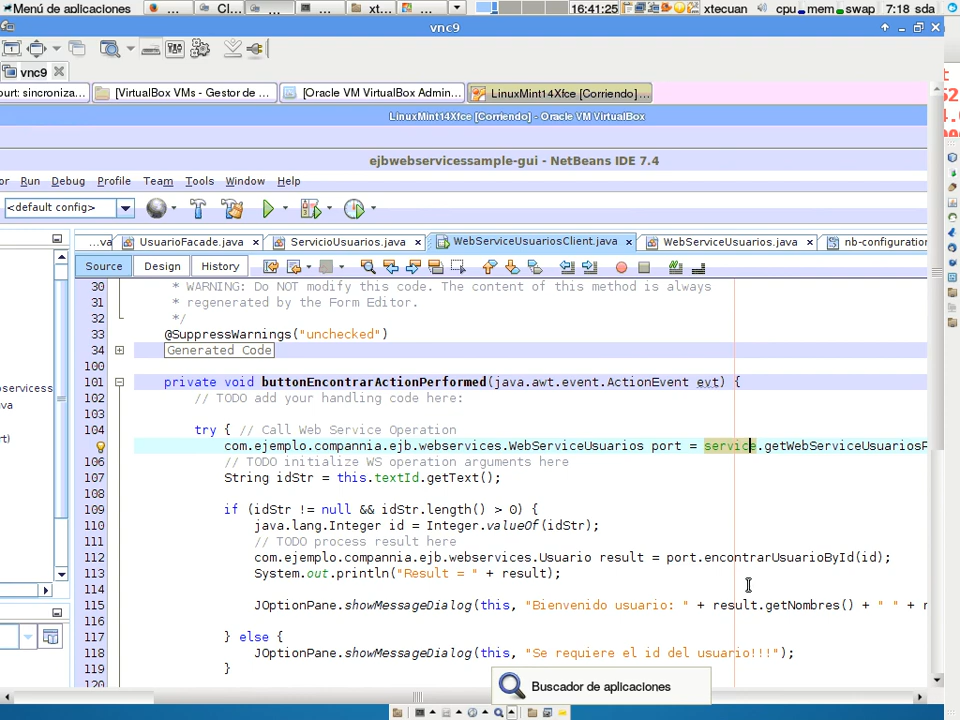 Menú de aplicaciones
...
Cl...
...
...
xt...
...
16:41:25
xtecuan
cpu
mem
swap
7:18 sda
vnc9
vnc9
ourt: sincroniza...
[VirtualBox VMs - Gestor de ...
[Oracle VM VirtualBox Admin...
LinuxMint14Xfce [Corriendo] ...
LinuxMint14Xfce [Corriendo] - Oracle VM VirtualBox
ejbwebservicessample-gui - NetBeans IDE 7.4
or Run Debug Profile Team Tools Window Help
<default config>
...va
UsuarioFacade.java
ServicioUsuarios.java
WebServiceUsuariosClient.java
WebServiceUsuarios.java
nb-configuration
Source Design History
30 * WARNING: Do NOT modify this code. The content of this method is always
31 * regenerated by the Form Editor.
32 */
33 @SuppressWarnings("unchecked")
34 Generated Code
100
101 private void buttonEncontrarActionPerformed(java.awt.event.ActionEvent evt) {
102 // TODO add your handling code here:
103
104 try { // Call Web Service Operation
com.ejemplo.compannia.ejb.webservices.WebServiceUsuarios port = service.getWebServiceUsuariosP
106 // TODO initialize WS operation arguments here
107 String idStr = this.textId.getText();
108
109 if (idStr != null && idStr.length() > 0) {
110 java.lang.Integer id = Integer.valueOf(idStr);
111 // TODO process result here
112 com.ejemplo.compannia.ejb.webservices.Usuario result = port.encontrarUsuarioById(id);
113 System.out.println("Result = " + result);
114
115 JOptionPane.showMessageDialog(this, "Bienvenido usuario: " + result.getNombres() + " " + r
116
117 } else {
118 JOptionPane.showMessageDialog(this, "Se requiere el id del usuario!!!");
119 }
120
bservicess
va
Buscador de aplicaciones